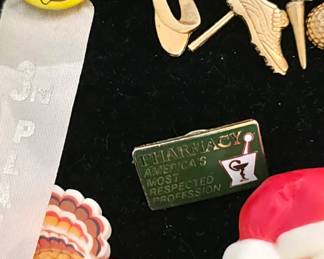 3RD
PLA
PHARMACY
AMERICA'S
MOST
RESPECTED
PROFESSION